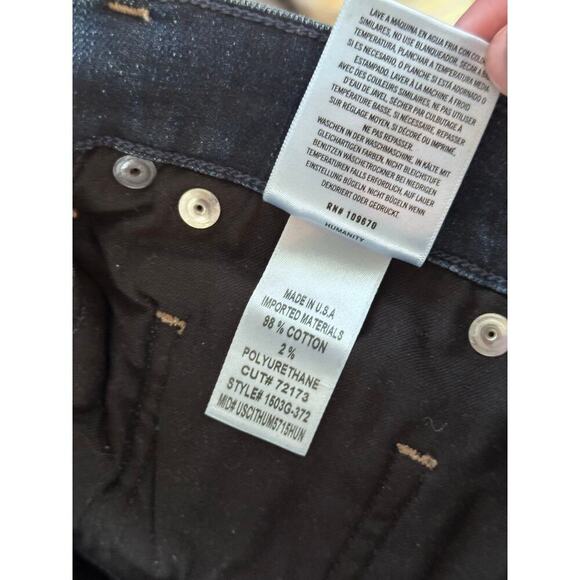 LAVE A MÁQUINA EN AGUA FRIA CON COLO
SIMILARES, NO USE BLANQUEADOR. SECAR A B
TEMPERATURA, PLANCHAR A TEMPERATURA MEDIA
SI ES NECESARIO, O PLANCHE SI ESTÁ ADORNADO O
ESTAMPADO. LAVER À LA MACHINE À FROID
AVEC DES COULEURS SIMILAIRES. NE PAS UTILISER
D'EAU DE JAVEL, SÉCHER PAR CULBUTAGE À
TEMPÉRATURE BASSE, SI NÉCESSAIRE, REPASSER
SUR RÉGLAGE MOYEN, SI DÉCORÉ OU IMPRIMÉ,
NE PAS REPASSER.
WASCHEN IN DER WASCHMASCHINE, IN KÄLTE MIT
GLEICHARTIGEN FARBEN, NICHT BLEICHSTOFFE
BENUTZEN WÄSCHETROCKNER BEI NIEDRIGEN
TEMPERATUREN FALLS ERFORDLICH, AUF LAUER
EINSTELLUNG BÜGELN. NICHT BÜGELN WENN
DEKORIERT ODER GEDRUCKT.
RN# 109670
HUMANITY
MADE IN U.S.A
IMPORTED MATERIALS
98 % COTTON
2 %
POLYURETHANE
CUT# 72173
STYLE# 1503G-372
MID# USCITHUM5715HUN